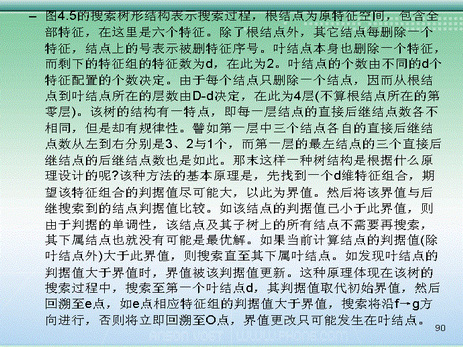 – 图4.5的搜索树形结构表示搜索过程，根结点为原特征空间，包含全
部特征，在这里是六个特征。除了根结点外，其它结点每删除一个
特征，结点上的号表示被删特征序号。叶结点本身也删除一个特征，
而剩下的特征组的特征数为d，在此为2。叶结点的个数由不同的d个
特征配置的个数决定。由于每个结点只删除一个结点，因而从根结
点到叶结点所在的层数由D-d决定，在此为4层(不算根结点所在的第
零层)。该树的结构有一特点，即每一层结点的直接后继结点数各不
相同，但是却有规律性。譬如第一层中三个结点各自的直接后继结
点数从左到右分别是3、2与1个，而第一层的最左结点的三个直接后
继结点的后继结点数也是如此。那末这样一种树结构是根据什么原
理设计的呢?该种方法的基本原理是，先找到一个d维特征组合，期
望该特征组合的判据值尽可能大，以此为界值。然后将该界值与后
继搜索到的结点判据值比较。如该结点的判据值已小于此界值，则
由于判据的单调性，该结点及其子树上的所有结点不需要再搜索，
其下属结点也就没有可能是最优解。如果当前计算结点的判据值(除
叶结点外)大于此界值，则搜索直至其下属叶结点。如发现叶结点的
判据值大于界值时，界值被该判据值更新。这种原理体现在该树的
搜索过程中，搜索至第一个叶结点d，其判据值取代初始界值，然后
回溯至e点，如e点相应特征组的判据值大于界值，搜索将沿f→g方
向进行，否则将立即回溯至O点，界值更改只可能发生在叶结点。
90